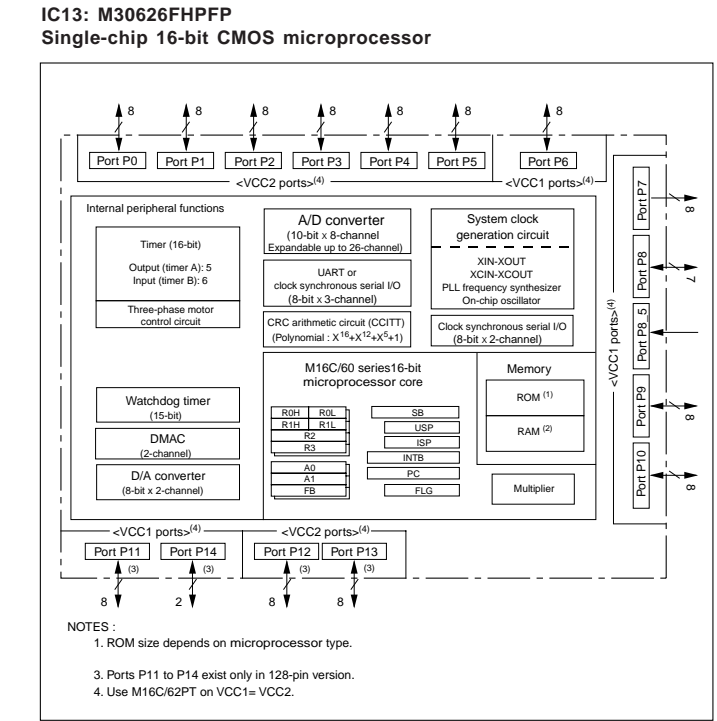 IC13: M30626FHPFP
Single-chip 16-bit CMOS microprocessor
8 8 8 8 8 8 8
Port P0 Port P1 Port P2 Port P3 Port P4 Port P5 Port P6
<VCC2 ports>(4) <VCC1 ports>(4)
Internal peripheral functions
Timer (16-bit)
Output (timer A): 5
Input (timer B): 6
Three-phase motor
control circuit
Watchdog timer
(15-bit)
DMAC
(2-channel)
D/A converter
(8-bit x 2-channel)
A/D converter
(10-bit x 8-channel
Expandable up to 26-channel)
UART or
clock synchronous serial I/O
(8-bit x 3-channel)
CRC arithmetic circuit (CCITT)
(Polynomial : X16+X12+X5+1)
System clock
generation circuit
XIN-XOUT
XCIN-XCOUT
PLL frequency synthesizer
On-chip oscillator
Clock synchronous serial I/O
(8-bit x 2-channel)
M16C/60 series16-bit
microprocessor core
R0H R0L
R1H R1L
R2
R3
A0
A1
FB
SB
USP
ISP
INTB
PC
FLG
Memory
ROM (1)
RAM (2)
Multiplier
<VCC1 ports>(4)
Port P7
8
Port P8
7
Port P8_5
Port P9
8
Port P10
8
<VCC1 ports>(4) <VCC2 ports>(4)
Port P11 Port P14 Port P12 Port P13
(3) (3) (3) (3)
8 2 8 8
NOTES :
1. ROM size depends on microprocessor type.
3. Ports P11 to P14 exist only in 128-pin version.
4. Use M16C/62PT on VCC1= VCC2.